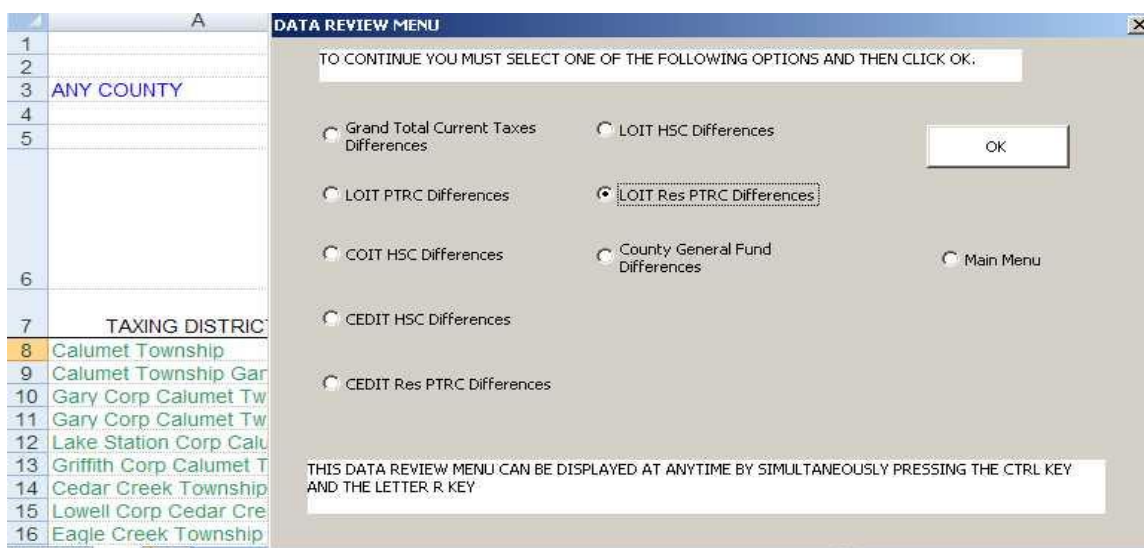 A
DATA REVIEW MENU
1
2
3 ANY COUNTY
4
5
6
7 TAXING DISTRICT
8 Calumet Township
9 Calumet Township Gar
10 Gary Corp Calumet Tw
11 Gary Corp Calumet Tw
12 Lake Station Corp Calu
13 Griffith Corp Calumet T
14 Cedar Creek Township
15 Lowell Corp Cedar Cre
16 Eagle Creek Township
TO CONTINUE YOU MUST SELECT ONE OF THE FOLLOWING OPTIONS AND THEN CLICK OK.
Grand Total Current Taxes
Differences
LOIT HSC Differences
OK
LOIT PTRC Differences
LOIT Res PTRC Differences
COIT HSC Differences
County General Fund
Differences
Main Menu
CEDIT HSC Differences
CEDIT Res PTRC Differences
THIS DATA REVIEW MENU CAN BE DISPLAYED AT ANYTIME BY SIMULTANEOUSLY PRESSING THE CTRL KEY
AND THE LETTER R KEY